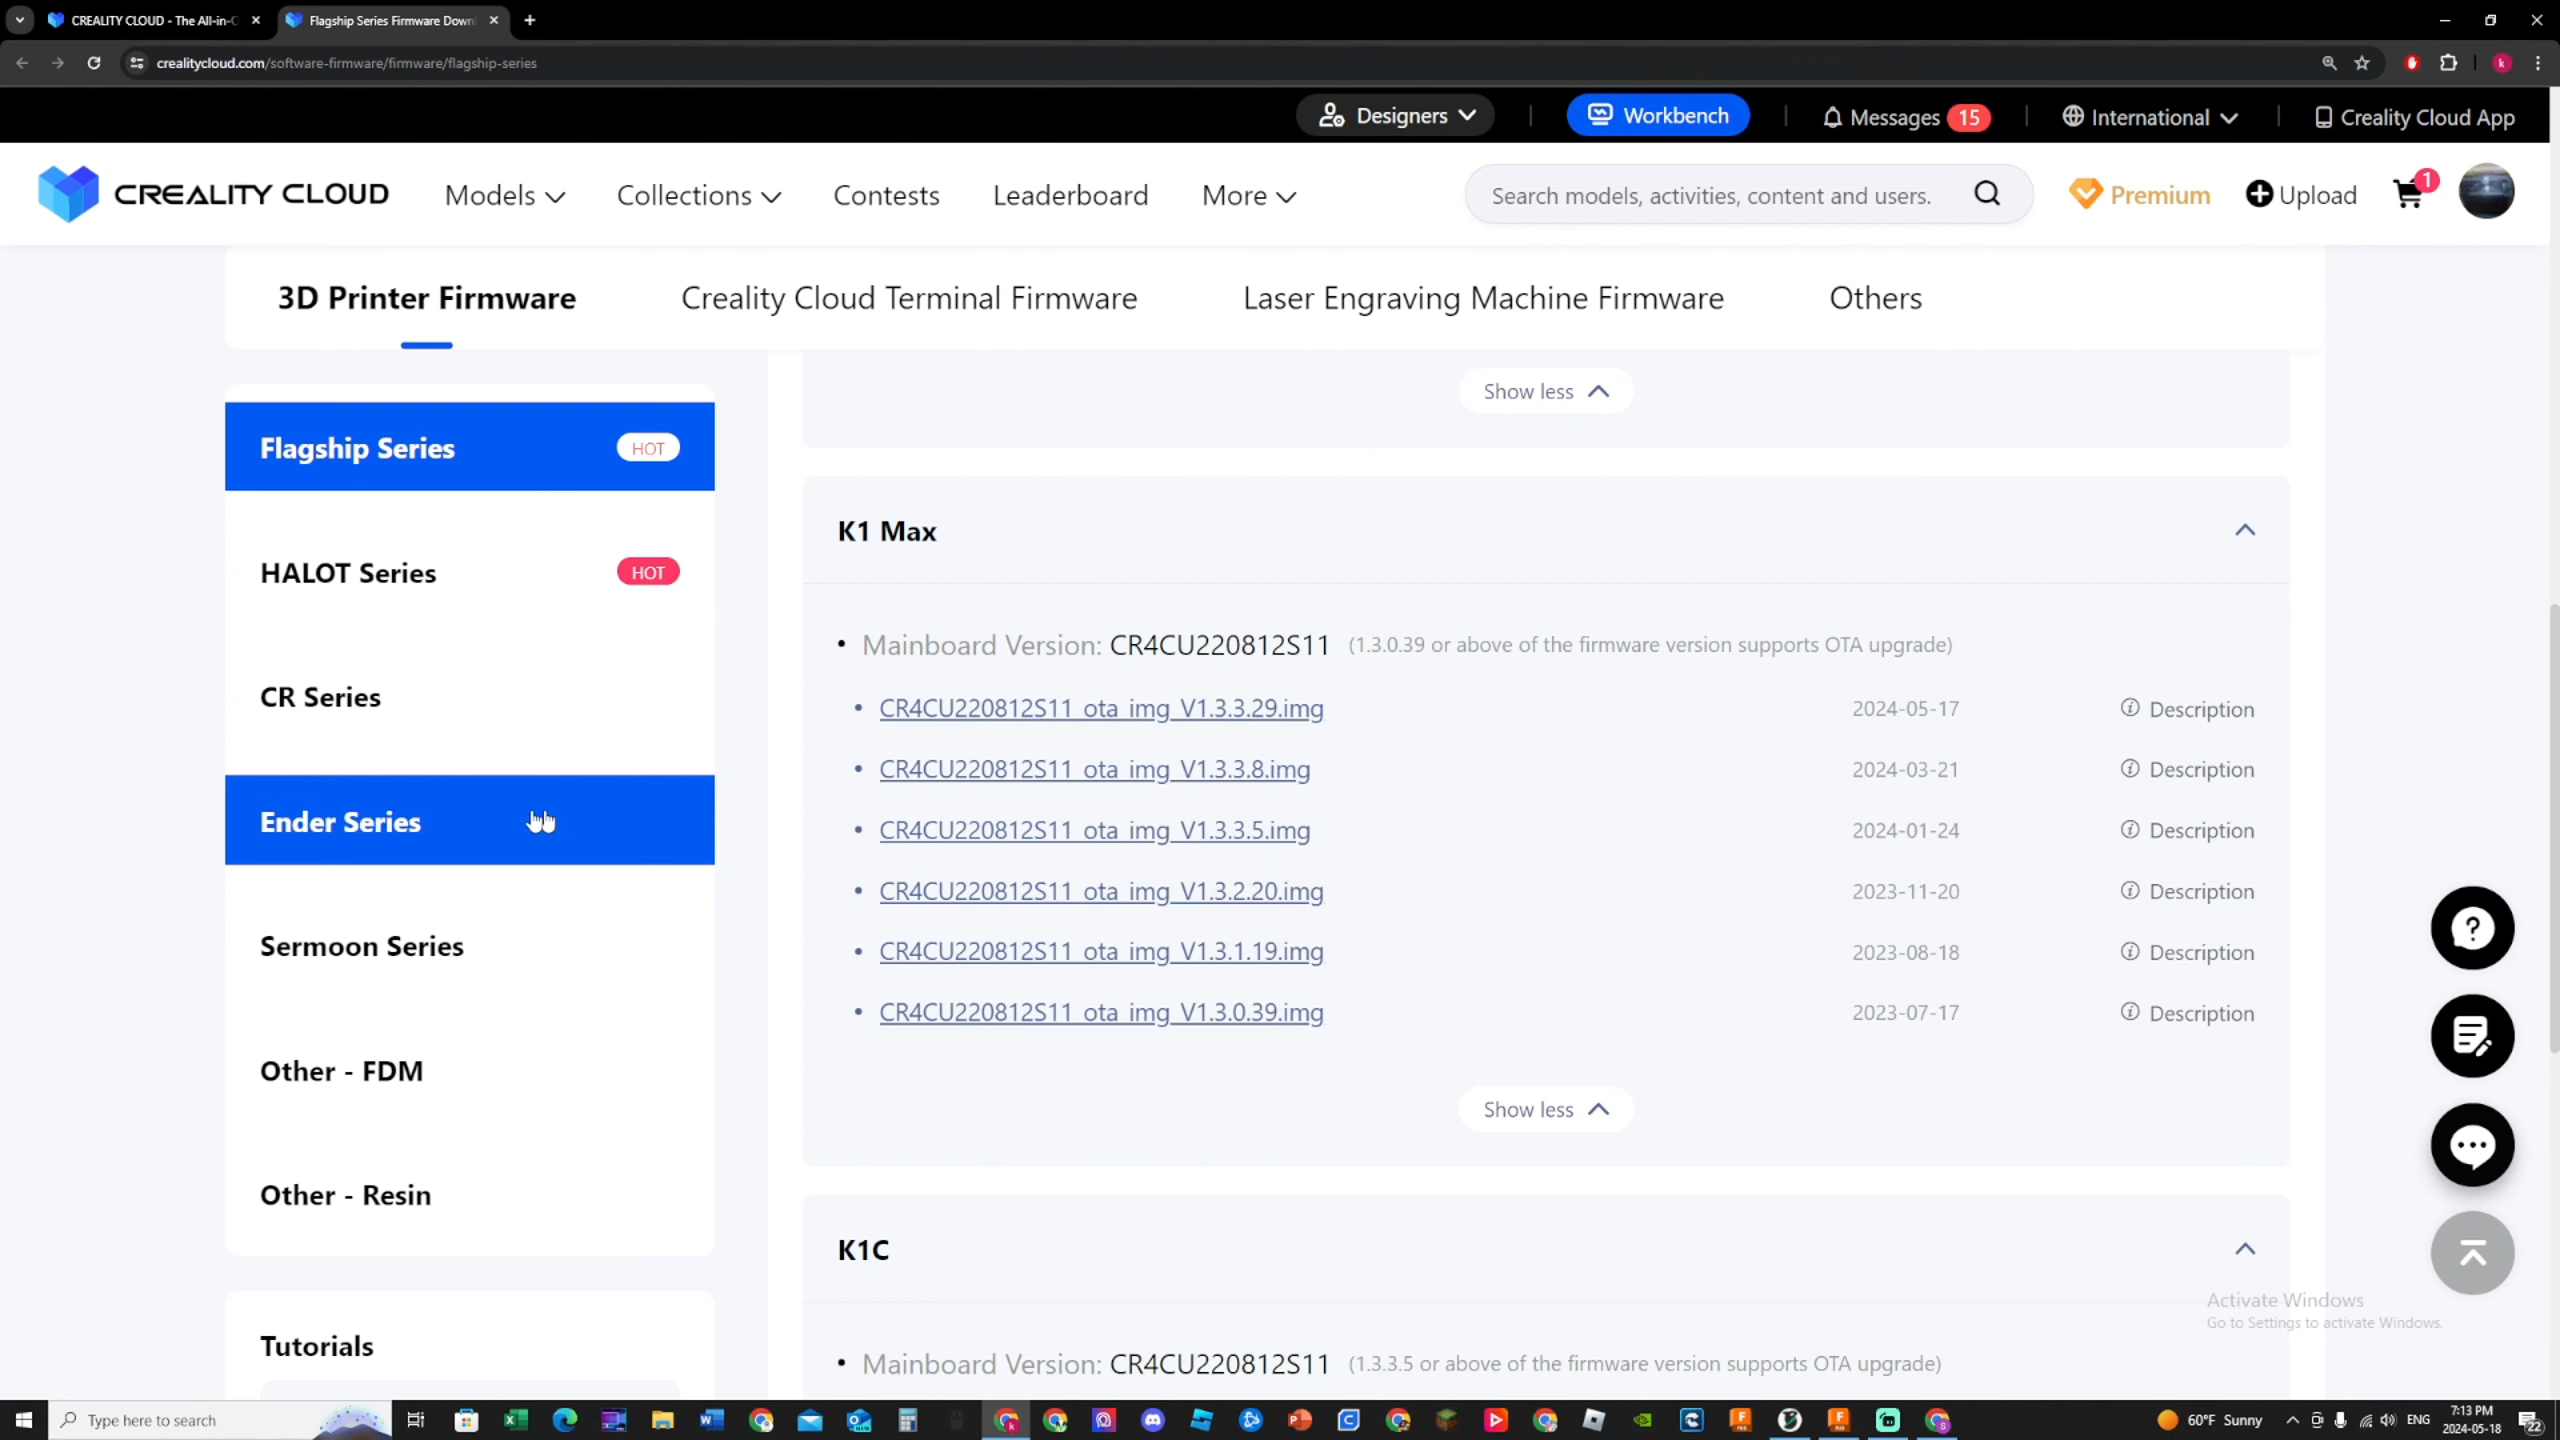 CREALITY CLOUD - The All-in-C
Flagship Series Firmware Down
crealitycloud.com/software-firmware/firmware/flagship-series
k
Designers
Workbench
Messages 15
International
Creality Cloud App
CREALITY CLOUD
Models
Collections
Contests
Leaderboard
More
Search models, activities, content and users.
Premium
Upload
1
3D Printer Firmware
Creality Cloud Terminal Firmware
Laser Engraving Machine Firmware
Others
Flagship Series HOT
HALOT Series HOT
CR Series
Ender Series
Sermoon Series
Other - FDM
Other - Resin
Tutorials
Show less
K1 Max
• Mainboard Version: CR4CU220812S11 (1.3.0.39 or above of the firmware version supports OTA upgrade)
• CR4CU220812S11_ota_img_V1.3.3.29.img 2024-05-17 Description
• CR4CU220812S11_ota_img_V1.3.3.8.img 2024-03-21 Description
• CR4CU220812S11_ota_img_V1.3.3.5.img 2024-01-24 Description
• CR4CU220812S11_ota_img_V1.3.2.20.img 2023-11-20 Description
• CR4CU220812S11_ota_img_V1.3.1.19.img 2023-08-18 Description
• CR4CU220812S11_ota_img_V1.3.0.39.img 2023-07-17 Description
Show less
K1C
• Mainboard Version: CR4CU220812S11 (1.3.3.5 or above of the firmware version supports OTA upgrade)
Activate Windows
Go to Settings to activate Windows.
Type here to search
60°F Sunny
ENG
7:13 PM
2024-05-18
22